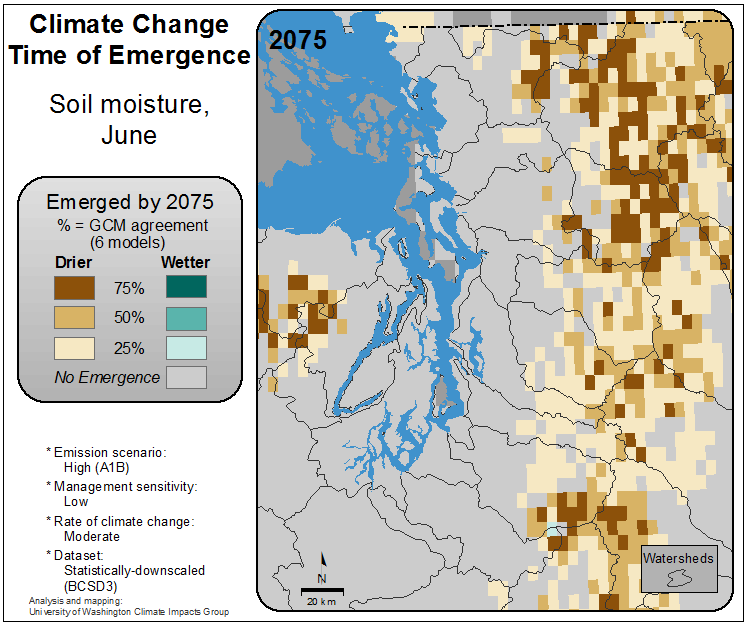 Climate Change
Time of Emergence
Soil moisture,
June
Emerged by 2075
% = GCM agreement
(6 models)
Drier Wetter
75%
50%
25%
No Emergence
* Emission scenario:
High (A1B)
* Management sensitivity:
Low
* Rate of climate change:
Moderate
* Dataset:
Statistically-downscaled
(BCSD3)
Analysis and mapping:
University of Washington Climate Impacts Group
2075
N
20 km
Watersheds